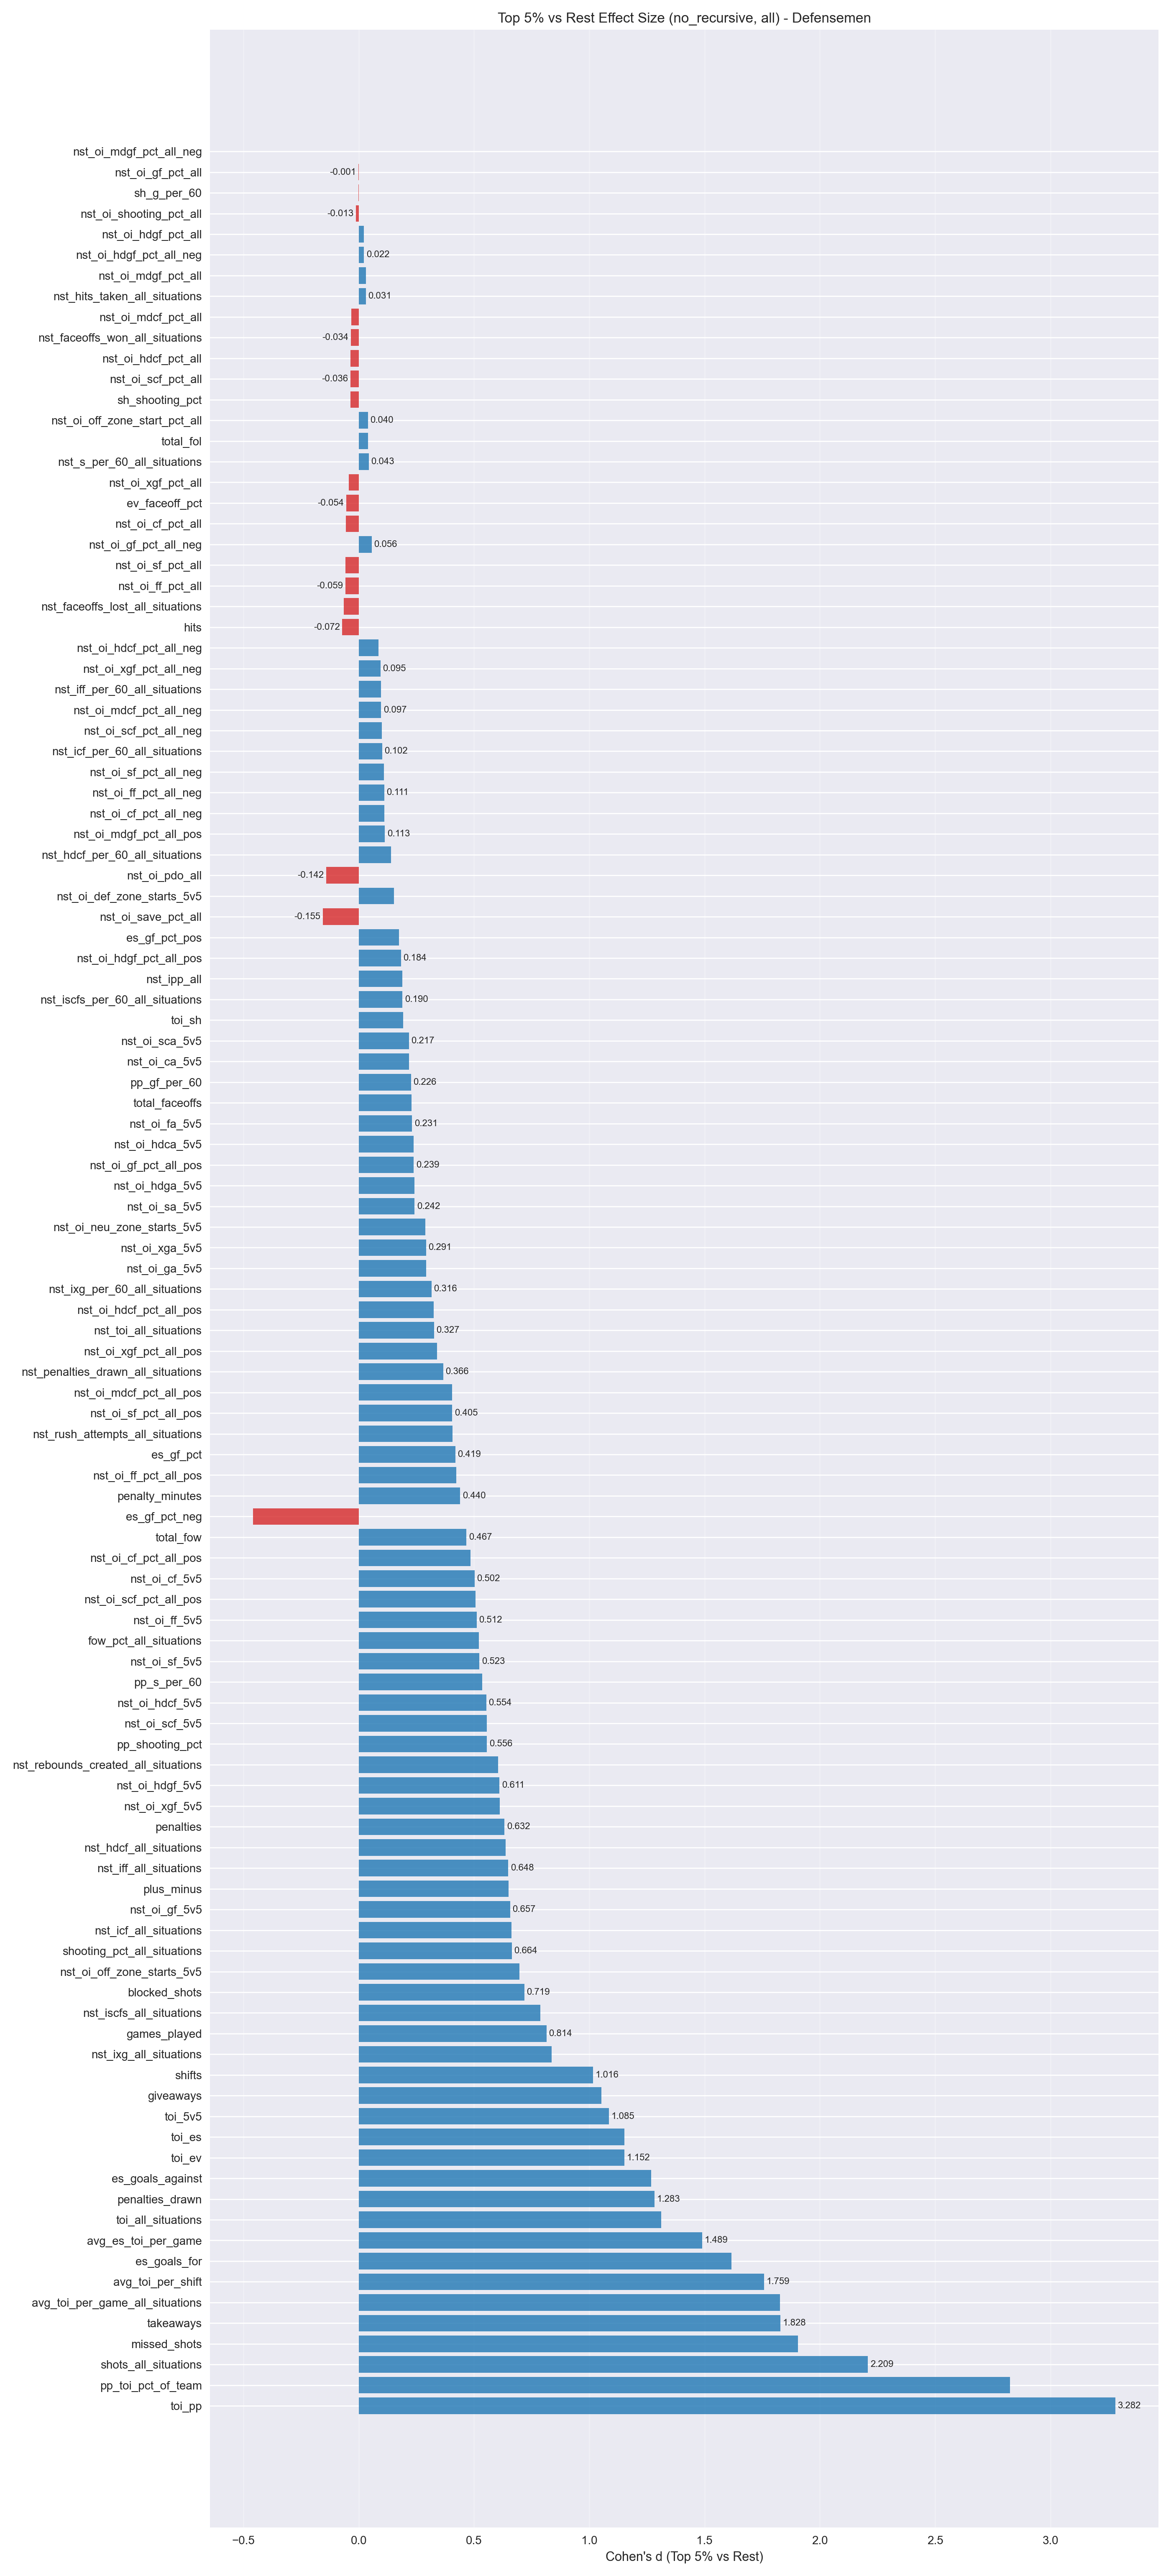 Top 5% vs Rest Effect Size (no_recursive, all) - Defensemen
nst_oi_mdgf_pct_all_neg
nst_oi_gf_pct_all -0.001
sh_g_per_60
nst_oi_shooting_pct_all -0.013
nst_oi_hdgf_pct_all
nst_oi_hdgf_pct_all_neg 0.022
nst_oi_mdgf_pct_all
nst_hits_taken_all_situations 0.031
nst_oi_mdcf_pct_all
nst_faceoffs_won_all_situations -0.034
nst_oi_hdcf_pct_all
nst_oi_scf_pct_all -0.036
sh_shooting_pct
nst_oi_off_zone_start_pct_all 0.040
total_fol
nst_s_per_60_all_situations 0.043
nst_oi_xgf_pct_all
ev_faceoff_pct -0.054
nst_oi_cf_pct_all
nst_oi_gf_pct_all_neg 0.056
nst_oi_sf_pct_all
nst_oi_ff_pct_all -0.059
nst_faceoffs_lost_all_situations
hits -0.072
nst_oi_hdcf_pct_all_neg
nst_oi_xgf_pct_all_neg 0.095
nst_iff_per_60_all_situations
nst_oi_mdcf_pct_all_neg 0.097
nst_oi_scf_pct_all_neg
nst_icf_per_60_all_situations 0.102
nst_oi_sf_pct_all_neg
nst_oi_ff_pct_all_neg 0.111
nst_oi_cf_pct_all_neg
nst_oi_mdgf_pct_all_pos 0.113
nst_hdcf_per_60_all_situations
nst_oi_pdo_all -0.142
nst_oi_def_zone_starts_5v5
nst_oi_save_pct_all -0.155
es_gf_pct_pos
nst_oi_hdgf_pct_all_pos 0.184
nst_ipp_all
nst_iscfs_per_60_all_situations 0.190
toi_sh
nst_oi_sca_5v5 0.217
nst_oi_ca_5v5
pp_gf_per_60 0.226
total_faceoffs
nst_oi_fa_5v5 0.231
nst_oi_hdca_5v5
nst_oi_gf_pct_all_pos 0.239
nst_oi_hdga_5v5
nst_oi_sa_5v5 0.242
nst_oi_neu_zone_starts_5v5
nst_oi_xga_5v5 0.291
nst_oi_ga_5v5
nst_ixg_per_60_all_situations 0.316
nst_oi_hdcf_pct_all_pos
nst_toi_all_situations 0.327
nst_oi_xgf_pct_all_pos
nst_penalties_drawn_all_situations 0.366
nst_oi_mdcf_pct_all_pos
nst_oi_sf_pct_all_pos 0.405
nst_rush_attempts_all_situations
es_gf_pct 0.419
nst_oi_ff_pct_all_pos
penalty_minutes 0.440
es_gf_pct_neg
total_fow 0.467
nst_oi_cf_pct_all_pos
nst_oi_cf_5v5 0.502
nst_oi_scf_pct_all_pos
nst_oi_ff_5v5 0.512
fow_pct_all_situations
nst_oi_sf_5v5 0.523
pp_s_per_60
nst_oi_hdcf_5v5 0.554
nst_oi_scf_5v5
pp_shooting_pct 0.556
nst_rebounds_created_all_situations
nst_oi_hdgf_5v5 0.611
nst_oi_xgf_5v5
penalties 0.632
nst_hdcf_all_situations
nst_iff_all_situations 0.648
plus_minus
nst_oi_gf_5v5 0.657
nst_icf_all_situations
shooting_pct_all_situations 0.664
nst_oi_off_zone_starts_5v5
blocked_shots 0.719
nst_iscfs_all_situations
games_played 0.814
nst_ixg_all_situations
shifts 1.016
giveaways
toi_5v5 1.085
toi_es
toi_ev 1.152
es_goals_against
penalties_drawn 1.283
toi_all_situations
avg_es_toi_per_game 1.489
es_goals_for
avg_toi_per_shift 1.759
avg_toi_per_game_all_situations
takeaways 1.828
missed_shots
shots_all_situations 2.209
pp_toi_pct_of_team
toi_pp 3.282
−0.5 0.0 0.5 1.0 1.5 2.0 2.5 3.0
Cohen's d (Top 5% vs Rest)